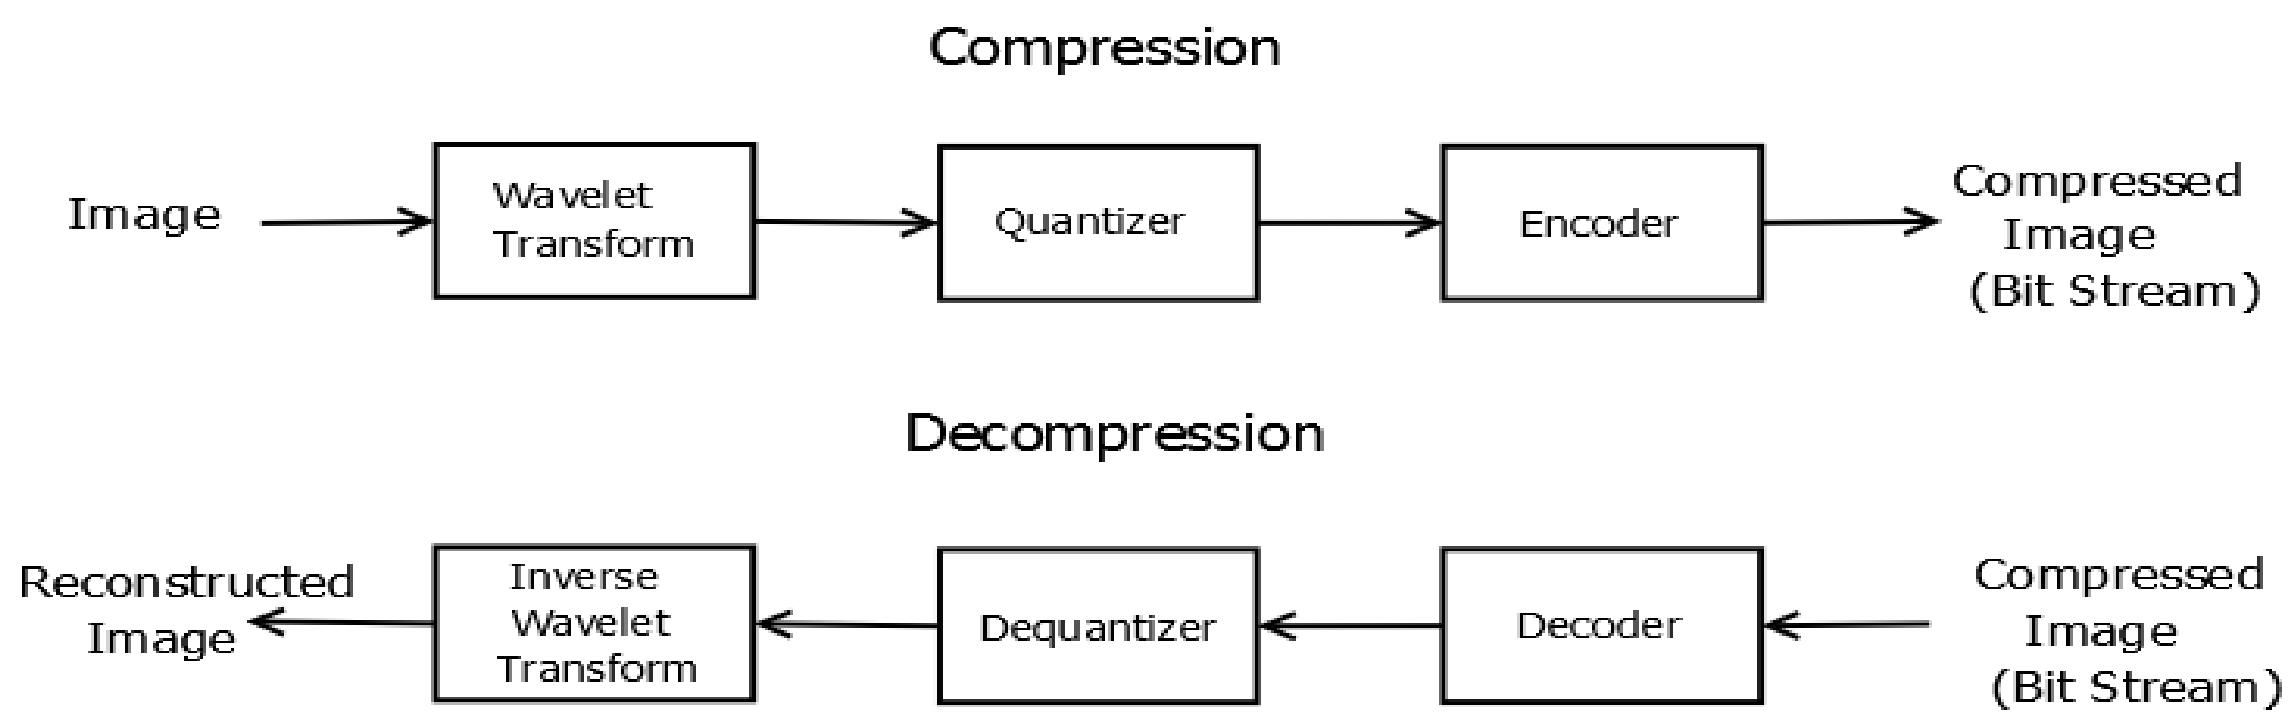 Compression
Image
Wavelet
Transform
Quantizer
Encoder
Compressed
Image
(Bit Stream)
Decompression
Reconstructed
Image
Inverse
Wavelet
Transform
Dequantizer
Decoder
Compressed
Image
(Bit Stream)